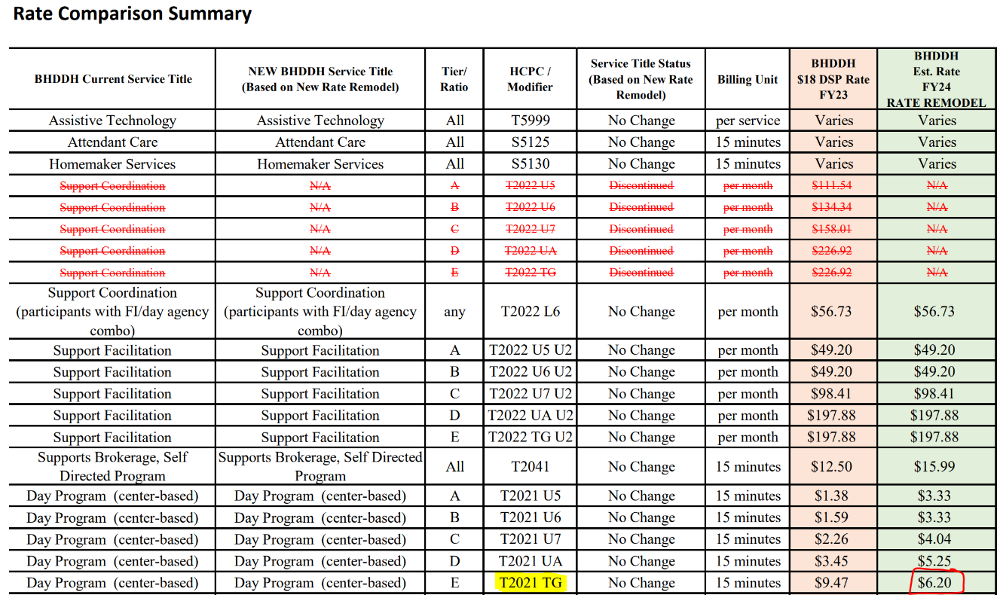 Rate Comparison Summary
BHDDH Current Service Title NEW BHDDH Service Title (Based on New Rate Remodel) Tier/ Ratio HCPC / Modifier Service Title Status (Based on New Rate Remodel) Billing Unit BHDDH $18 DSP Rate FY23 BHDDH Est. Rate FY24 RATE REMODEL
Assistive Technology Assistive Technology All T5999 No Change per service Varies Varies
Attendant Care Attendant Care All S5125 No Change 15 minutes Varies Varies
Homemaker Services Homemaker Services All S5130 No Change 15 minutes Varies Varies
Support Coordination N/A A T2022 U5 Discontinued per month $111.54 N/A
Support Coordination N/A B T2022 U6 Discontinued per month $134.34 N/A
Support Coordination N/A C T2022 U7 Discontinued per month $158.01 N/A
Support Coordination N/A D T2022 UA Discontinued per month $226.92 N/A
Support Coordination N/A E T2022 TG Discontinued per month $226.92 N/A
Support Coordination (participants with FI/day agency combo) Support Coordination (participants with FI/day agency combo) any T2022 L6 No Change per month $56.73 $56.73
Support Facilitation Support Facilitation A T2022 U5 U2 No Change per month $49.20 $49.20
Support Facilitation Support Facilitation B T2022 U6 U2 No Change per month $49.20 $49.20
Support Facilitation Support Facilitation C T2022 U7 U2 No Change per month $98.41 $98.41
Support Facilitation Support Facilitation D T2022 UA U2 No Change per month $197.88 $197.88
Support Facilitation Support Facilitation E T2022 TG U2 No Change per month $197.88 $197.88
Supports Brokerage, Self Directed Program Supports Brokerage, Self Directed Program All T2041 No Change 15 minutes $12.50 $15.99
Day Program (center-based) Day Program (center-based) A T2021 U5 No Change 15 minutes $1.38 $3.33
Day Program (center-based) Day Program (center-based) B T2021 U6 No Change 15 minutes $1.59 $3.33
Day Program (center-based) Day Program (center-based) C T2021 U7 No Change 15 minutes $2.26 $4.04
Day Program (center-based) Day Program (center-based) D T2021 UA No Change 15 minutes $3.45 $5.25
Day Program (center-based) Day Program (center-based) E T2021 TG No Change 15 minutes $9.47 $6.20